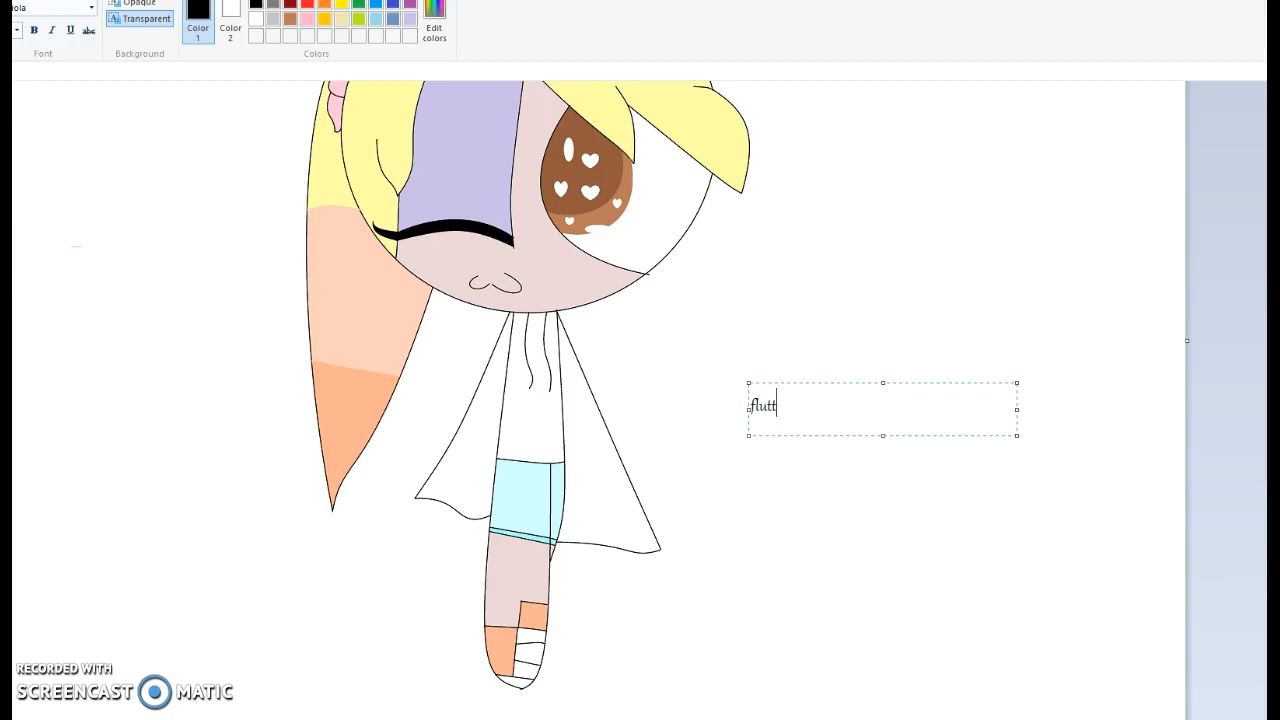 ola
Opaque
Transparent
B I U abc
Font
Background
Color
1
Color
2
Edit
colors
Colors
flutt
RECORDED WITH
SCREENCAST MATIC